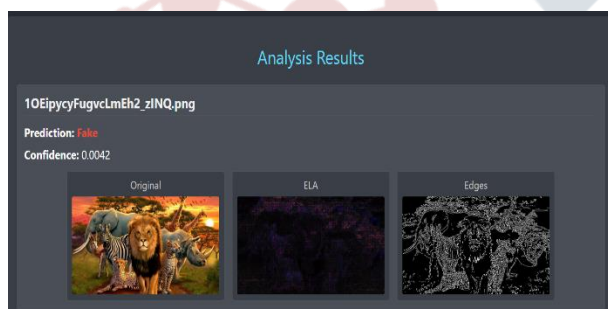 Analysis Results
1OEipycyFugvcLmEh2_zINQ.png
Prediction: Fake
Confidence: 0.0042
Original
ELA
Edges